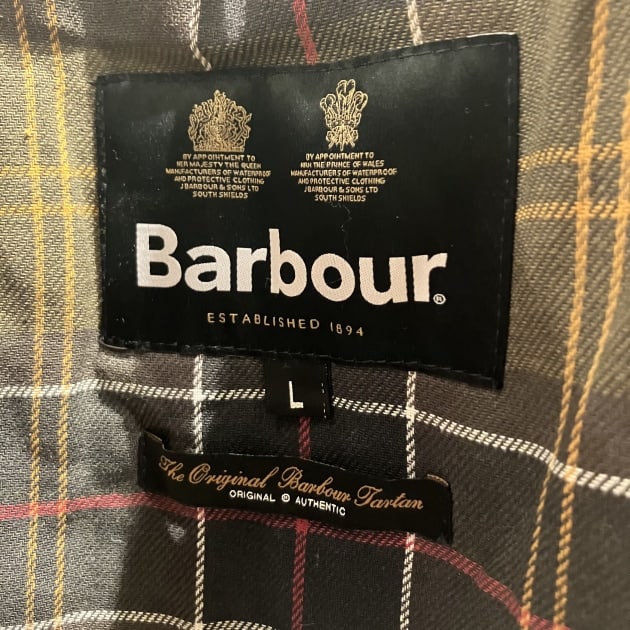 BY APPOINTMENT TO
HER MAJESTY THE QUEEN
MANUFACTURERS OF WATERPROOF
AND PROTECTIVE CLOTHING
J BARBOUR & SONS LTD
SOUTH SHIELDS
BY APPOINTMENT TO
HRH THE PRINCE OF WALES
MANUFACTURERS OF WATERPROOF
AND PROTECTIVE CLOTHING
J BARBOUR & SONS LTD
SOUTH SHIELDS
Barbour®
ESTABLISHED 1894
L
The Original Barbour Tartan
ORIGINAL ® AUTHENTIC